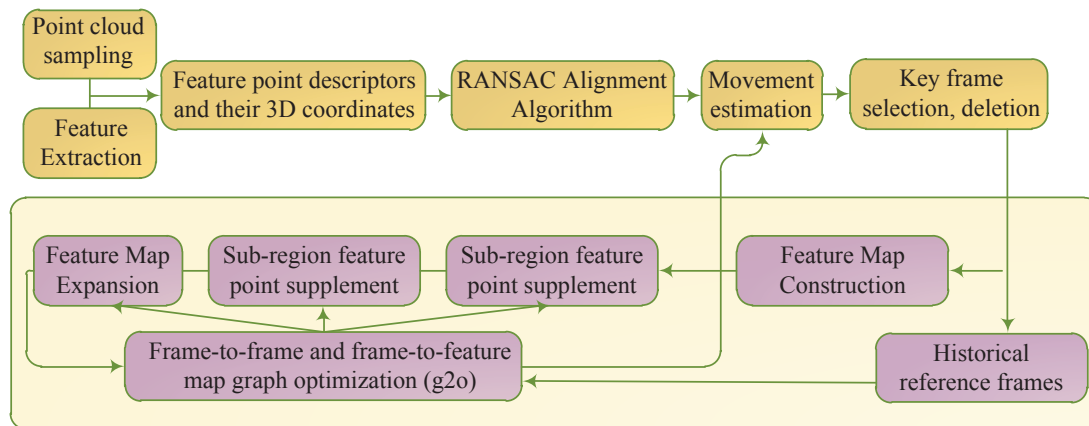 Point cloud
sampling
Feature
Extraction
Feature point descriptors
and their 3D coordinates
RANSAC Alignment
Algorithm
Movement
estimation
Key frame
selection, deletion
Feature Map
Expansion
Sub-region feature
point supplement
Sub-region feature
point supplement
Feature Map
Construction
Frame-to-frame and frame-to-feature
map graph optimization (g2o)
Historical
reference frames